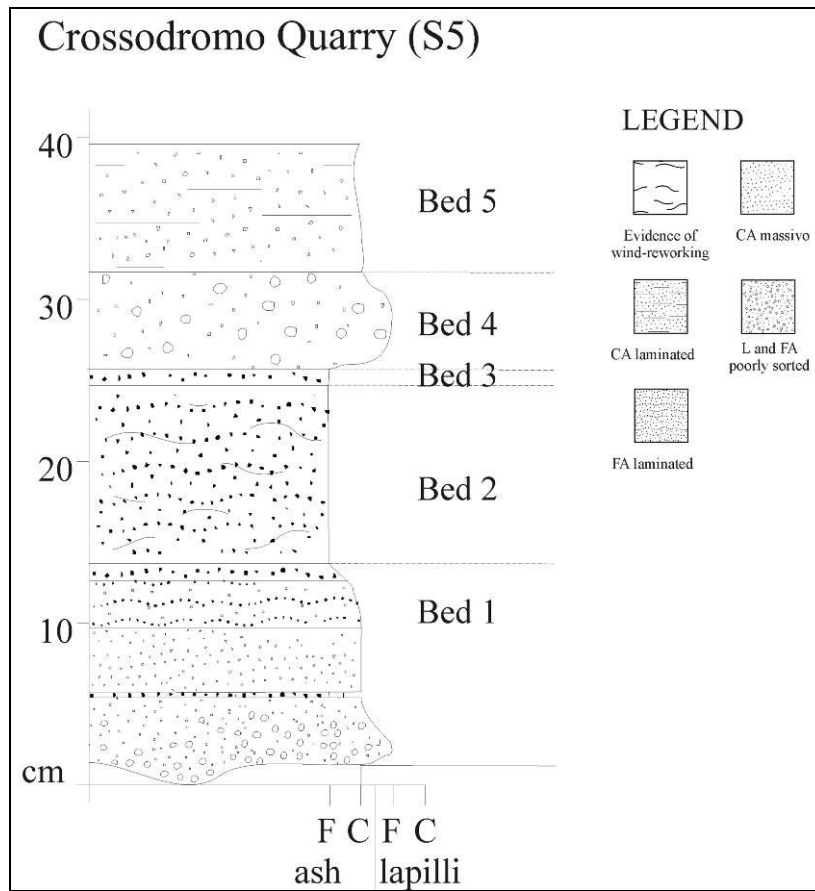 Crossodromo Quarry (S5)
40
30
20
10
cm
Bed 5
Bed 4
Bed 3
Bed 2
Bed 1
F C F C
ash lapilli
LEGEND
Evidence of
wind-reworking
CA massivo
CA laminated
L and FA
poorly sorted
FA laminated